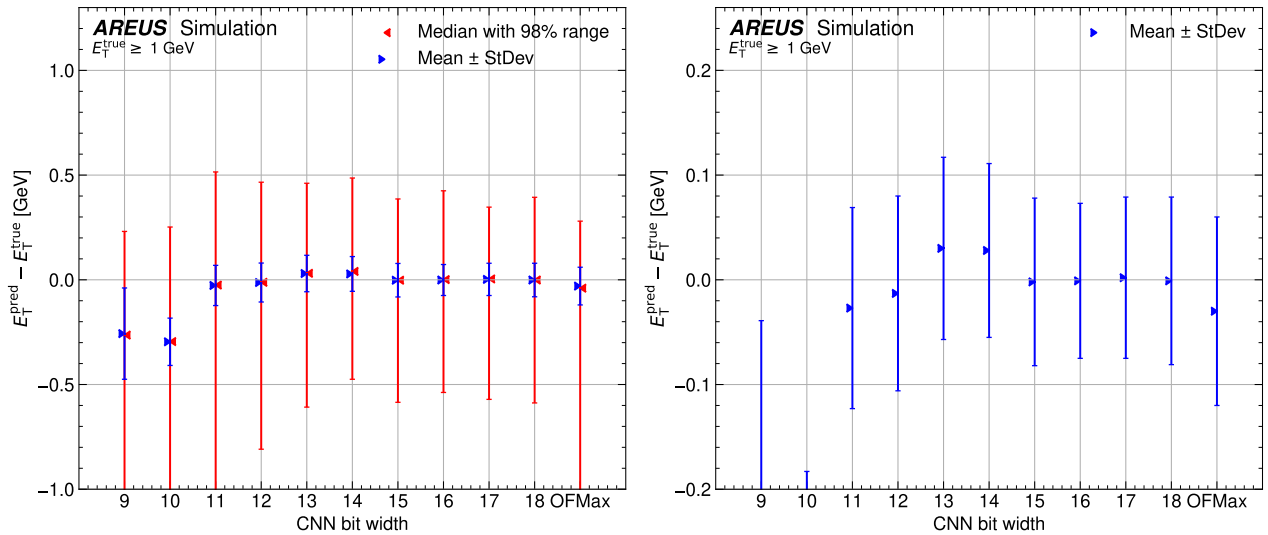 AREUS Simulation
E_T^true ≥ 1 GeV
Median with 98% range
Mean ± StDev
1.0
0.5
0.0
−0.5
−1.0
E_T^pred − E_T^true [GeV]
9 10 11 12 13 14 15 16 17 18 OFMax
CNN bit width
AREUS Simulation
E_T^true ≥ 1 GeV
Mean ± StDev
0.2
0.1
0.0
−0.1
−0.2
E_T^pred − E_T^true [GeV]
9 10 11 12 13 14 15 16 17 18 OFMax
CNN bit width